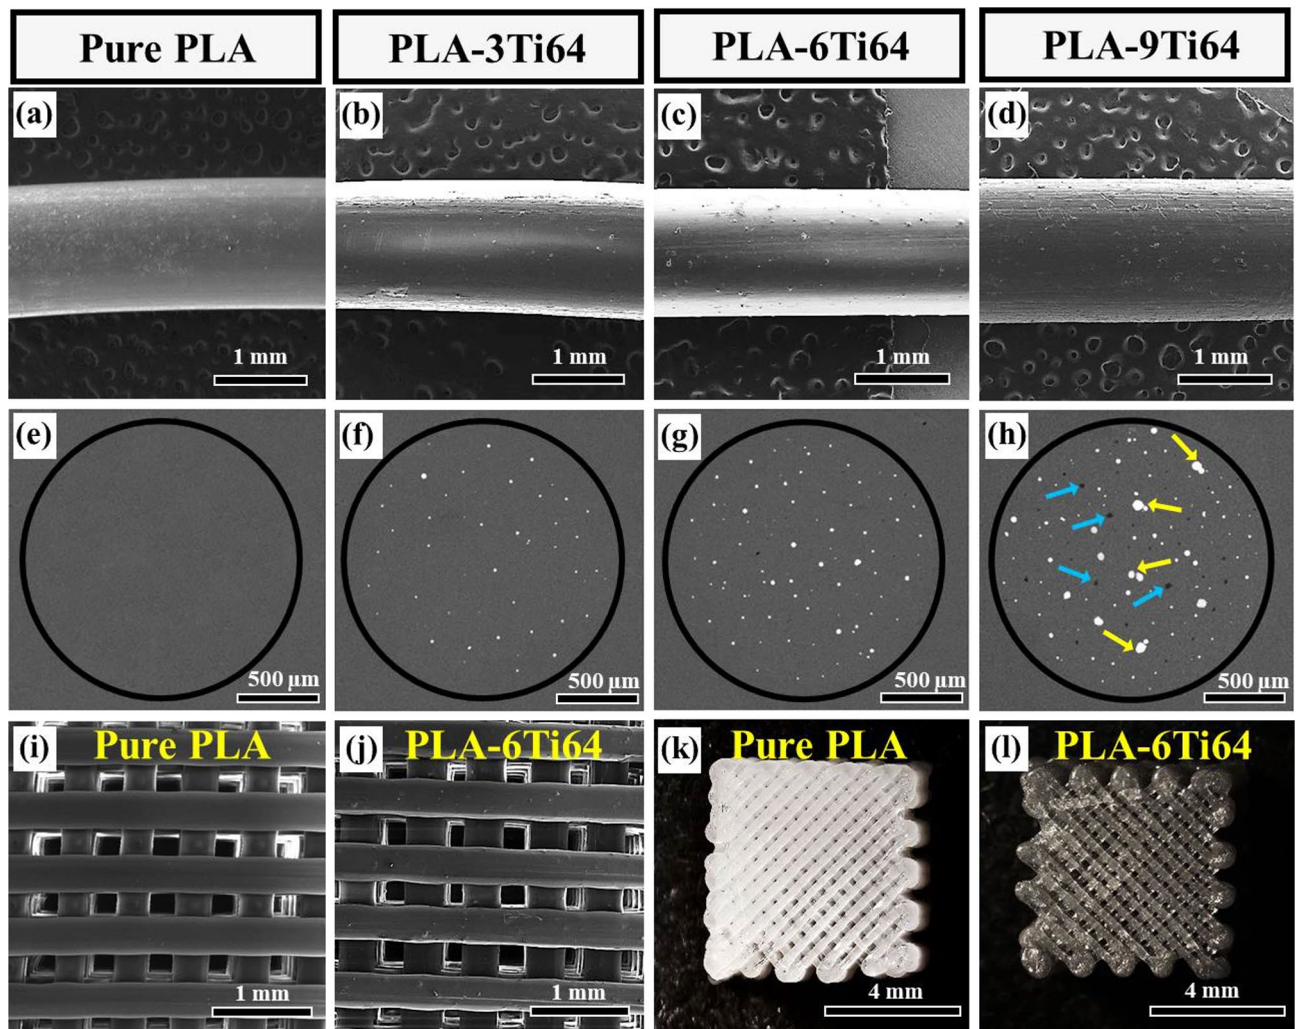 Pure PLA
PLA-3Ti64
PLA-6Ti64
PLA-9Ti64
(a)
1 mm
(b)
1 mm
(c)
1 mm
(d)
1 mm
(e)
500 µm
(f)
500 µm
(g)
500 µm
(h)
500 µm
(i) Pure PLA
1 mm
(j) PLA-6Ti64
1 mm
(k) Pure PLA
4 mm
(l) PLA-6Ti64
4 mm